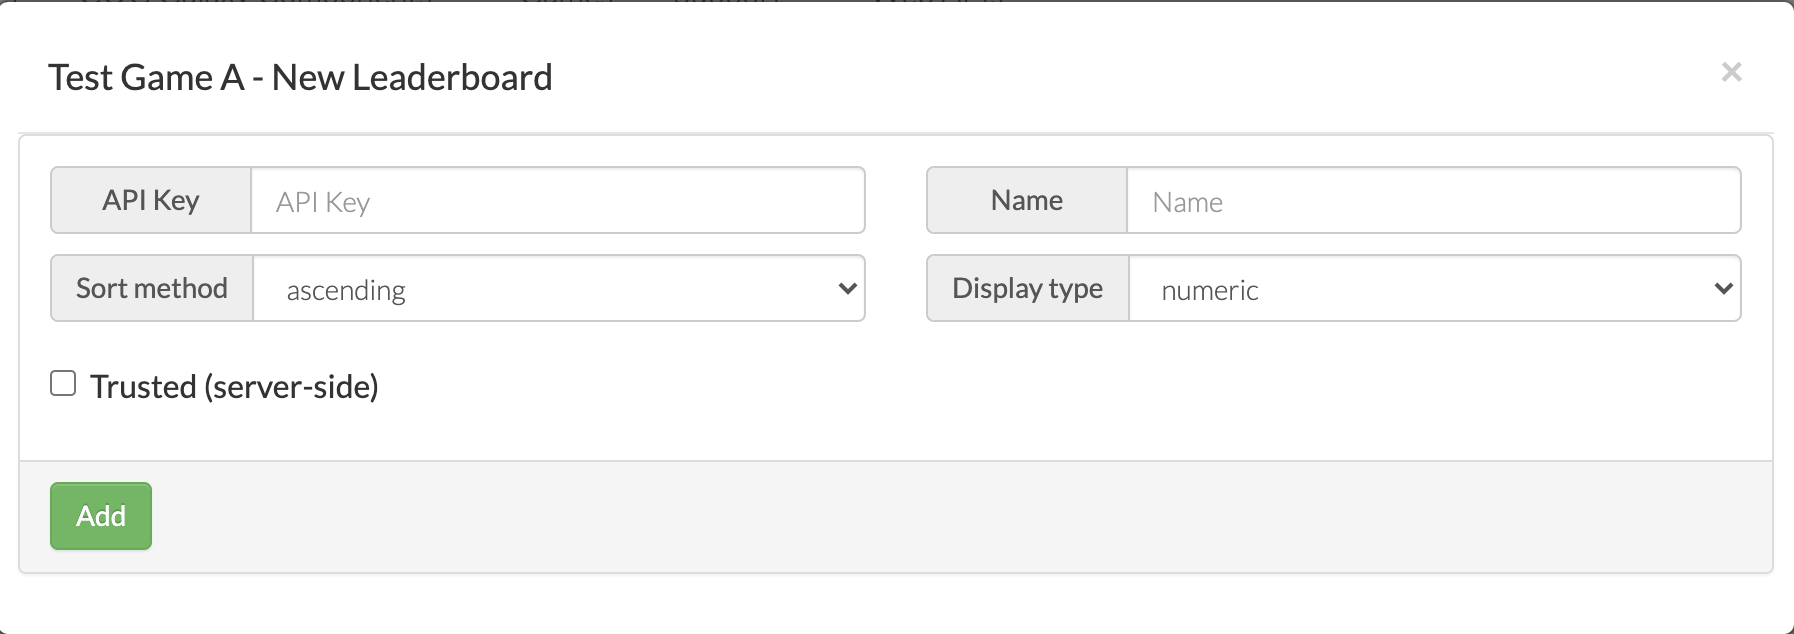 Test Game A - New Leaderboard
×
API Key API Key
Name Name
Sort method ascending
Display type numeric
Trusted (server-side)
Add